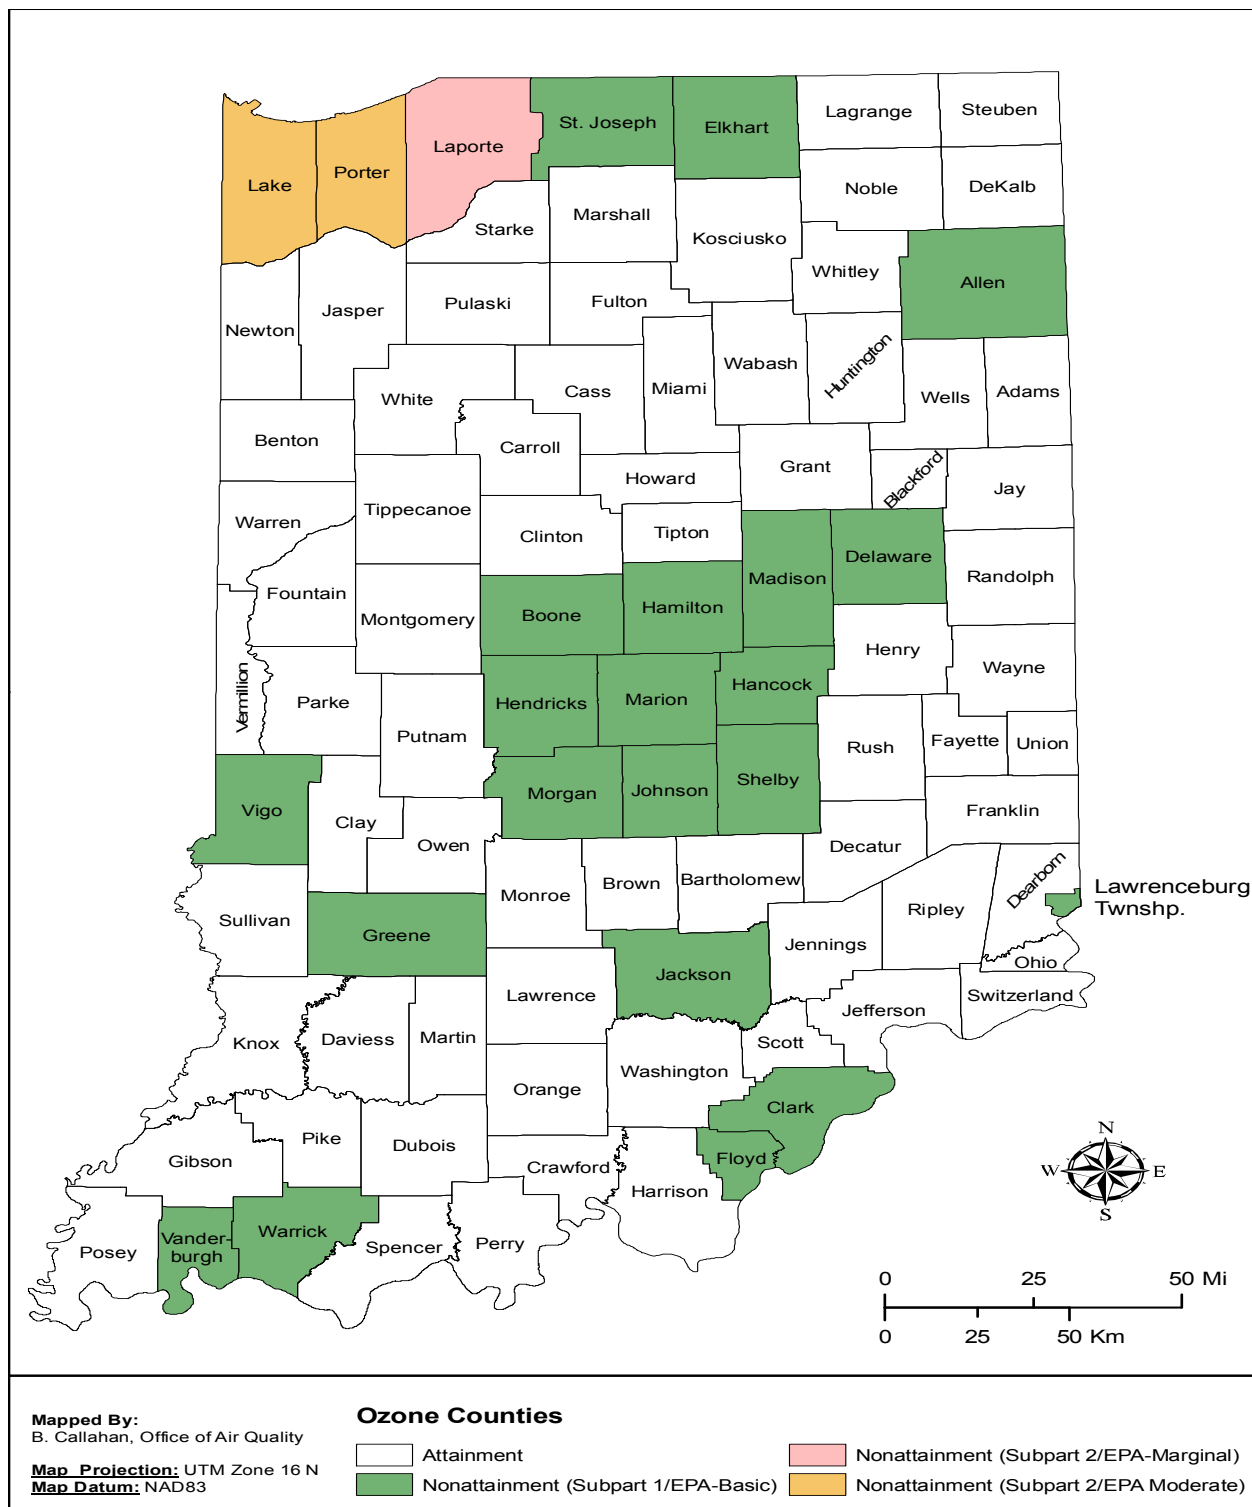 St. Joseph
Elkhart
Lagrange
Steuben
Laporte
Lake
Porter
Noble
DeKalb
Starke
Marshall
Kosciusko
Whitley
Allen
Newton
Jasper
Pulaski
Fulton
Wabash
Huntington
White
Cass
Miami
Wells
Adams
Benton
Carroll
Howard
Grant
Blackford
Jay
Warren
Tippecanoe
Clinton
Tipton
Madison
Delaware
Randolph
Fountain
Montgomery
Boone
Hamilton
Henry
Wayne
Vermillion
Parke
Putnam
Hendricks
Marion
Hancock
Rush
Fayette
Union
Vigo
Clay
Owen
Morgan
Johnson
Shelby
Franklin
Decatur
Monroe
Brown
Bartholomew
Dearborn
Lawrenceburg
Twnshp.
Sullivan
Greene
Jackson
Jennings
Ripley
Ohio
Switzerland
Lawrence
Jefferson
Knox
Daviess
Martin
Scott
Washington
Orange
Clark
Pike
Dubois
Gibson
Crawford
Floyd
Harrison
Posey
Vander-
burgh
Warrick
Spencer
Perry
N
W E
S
0 25 50 Mi
0 25 50 Km
Mapped By:
B. Callahan, Office of Air Quality
Map Projection: UTM Zone 16 N
Map Datum: NAD83
Ozone Counties
Attainment
Nonattainment (Subpart 1/EPA-Basic)
Nonattainment (Subpart 2/EPA-Marginal)
Nonattainment (Subpart 2/EPA Moderate)